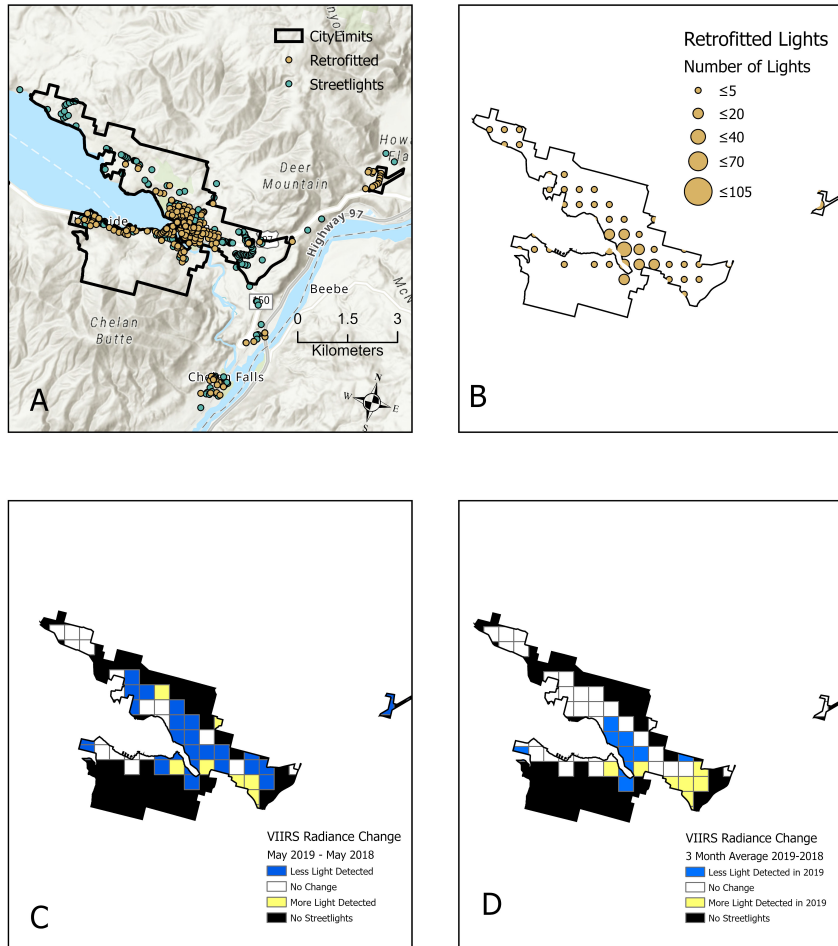 CityLimits
Retrofitted
Streetlights
Deer
Mountain
Highway 97
Beebe
Chelan
Butte
150
0 1.5 3
Kilometers
Falls
N
W E
S
A
Retrofitted Lights
Number of Lights
≤5
≤20
≤40
≤70
≤105
B
VIIRS Radiance Change
May 2019 - May 2018
Less Light Detected
No Change
More Light Detected
No Streetlights
C
VIIRS Radiance Change
3 Month Average 2019-2018
Less Light Detected in 2019
No Change
More Light Detected in 2019
No Streetlights
D